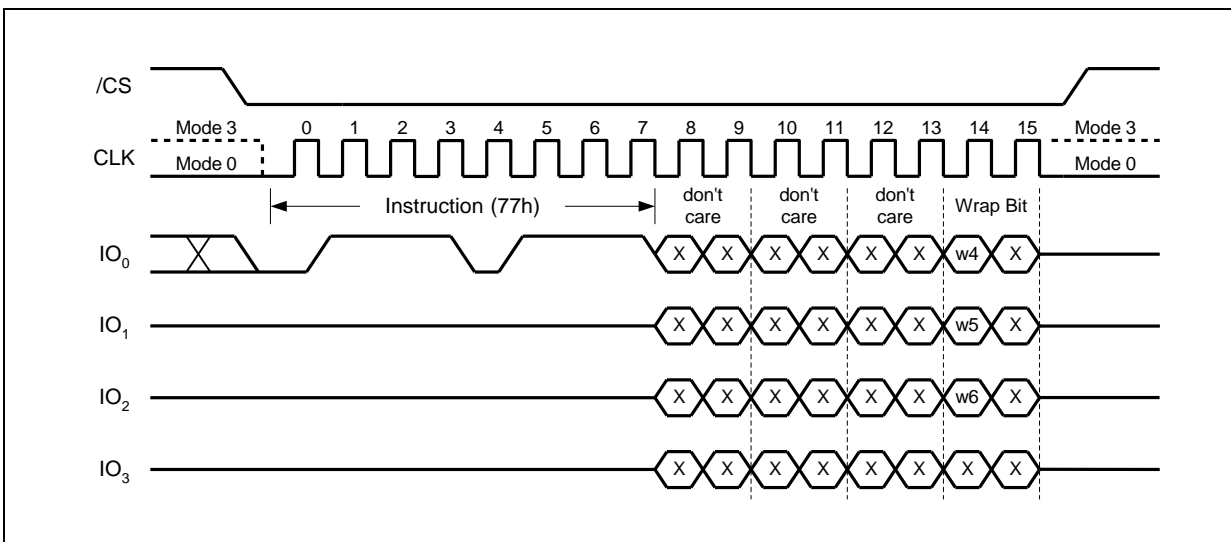 /CS
Mode 3 0 1 2 3 4 5 6 7 8 9 10 11 12 13 14 15 Mode 3
CLK Mode 0 Mode 0
Instruction (77h) don't care don't care don't care Wrap Bit
IO0 X X X X X X w4 X
IO1 X X X X X X w5 X
IO2 X X X X X X w6 X
IO3 X X X X X X X X